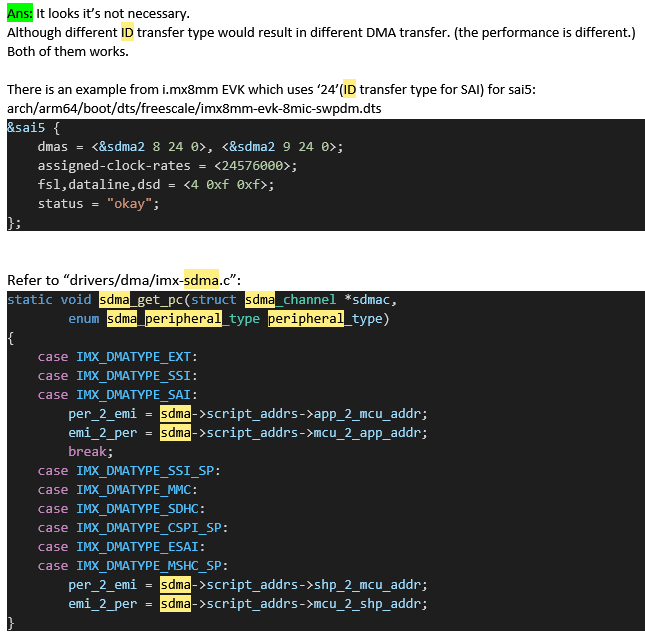 Ans: It looks it's not necessary.
Although different ID transfer type would result in different DMA transfer. (the performance is different.)
Both of them works.
There is an example from i.mx8mm EVK which uses ‘24’(ID transfer type for SAI) for sai5:
arch/arm64/boot/dts/freescale/imx8mm-evk-8mic-swpdm.dts
&sai5 {
    dmas = <&sdma2 8 24 0>, <&sdma2 9 24 0>;
    assigned-clock-rates = <24576000>;
    fsl,dataline,dsd = <4 0xf 0xf>;
    status = "okay";
};
Refer to “drivers/dma/imx-sdma.c”:
static void sdma_get_pc(struct sdma_channel *sdmac,
        enum sdma_peripheral_type peripheral_type)
{
    case IMX_DMATYPE_EXT:
    case IMX_DMATYPE_SSI:
    case IMX_DMATYPE_SAI:
        per_2_emi = sdma->script_addrs->app_2_mcu_addr;
        emi_2_per = sdma->script_addrs->mcu_2_app_addr;
        break;
    case IMX_DMATYPE_SSI_SP:
    case IMX_DMATYPE_MMC:
    case IMX_DMATYPE_SDHC:
    case IMX_DMATYPE_CSPI_SP:
    case IMX_DMATYPE_ESAI:
    case IMX_DMATYPE_MSHC_SP:
        per_2_emi = sdma->script_addrs->shp_2_mcu_addr;
        emi_2_per = sdma->script_addrs->mcu_2_shp_addr;
}